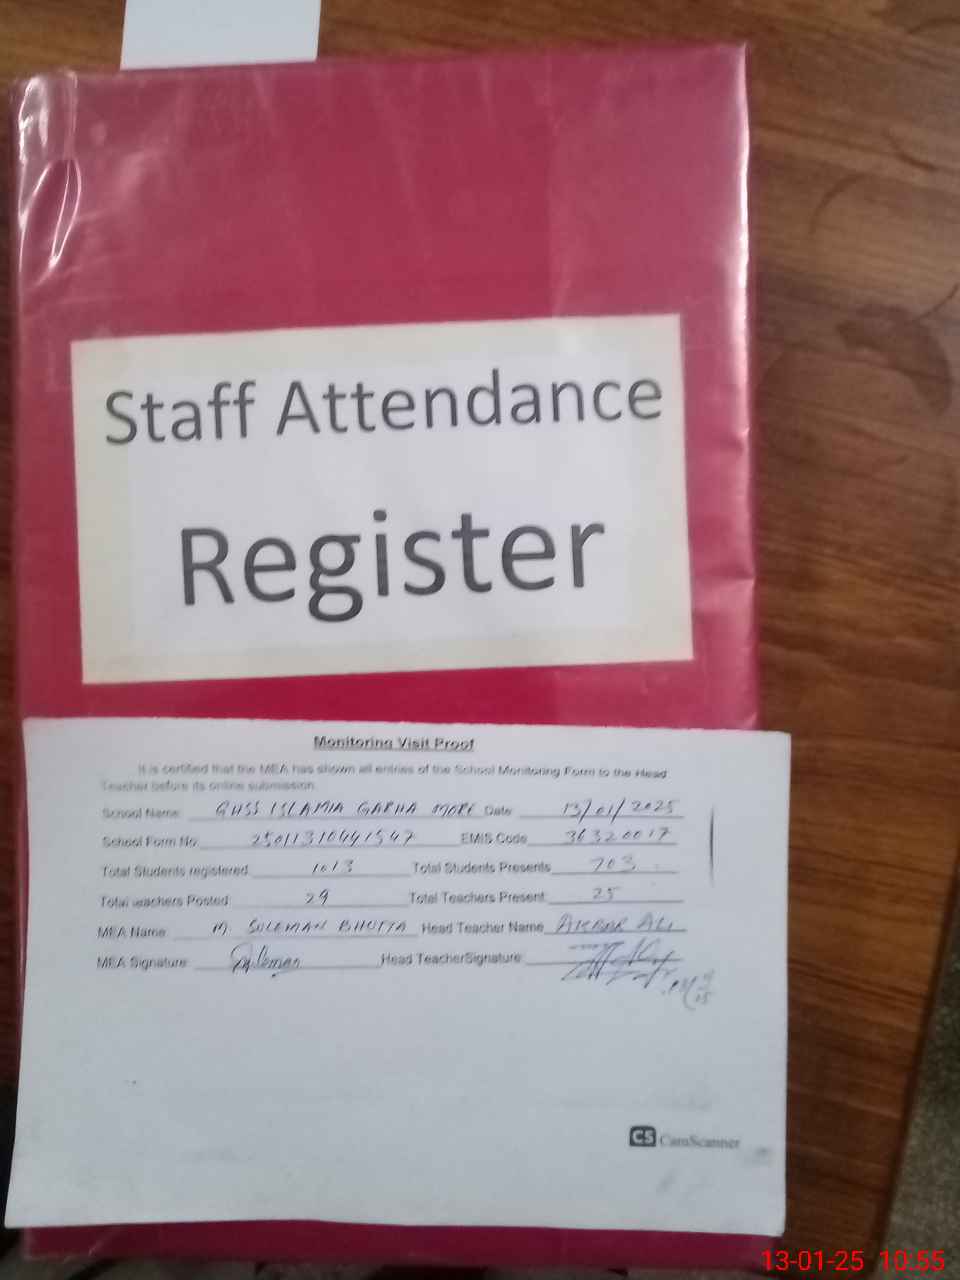 Staff Attendance
Register
Monitoring Visit Proof
It is certified that the MEA has shown all entries of the School Monitoring Form to the Head
Teacher before its online submission.
School Name: GHSS ISLAMIA GARHA MORE Date: 13/01/2025
School Form No. 25011310441547 EMIS Code 36320017
Total Students registered: 1013 Total Students Presents 703
Total teachers Posted: 29 Total Teachers Present: 25
MEA Name: M. SULEMAN BHUTTA Head Teacher Name AKBAR ALI
MEA Signature: Suleman Head TeacherSignature:
CS CamScanner
13-01-25 10:55